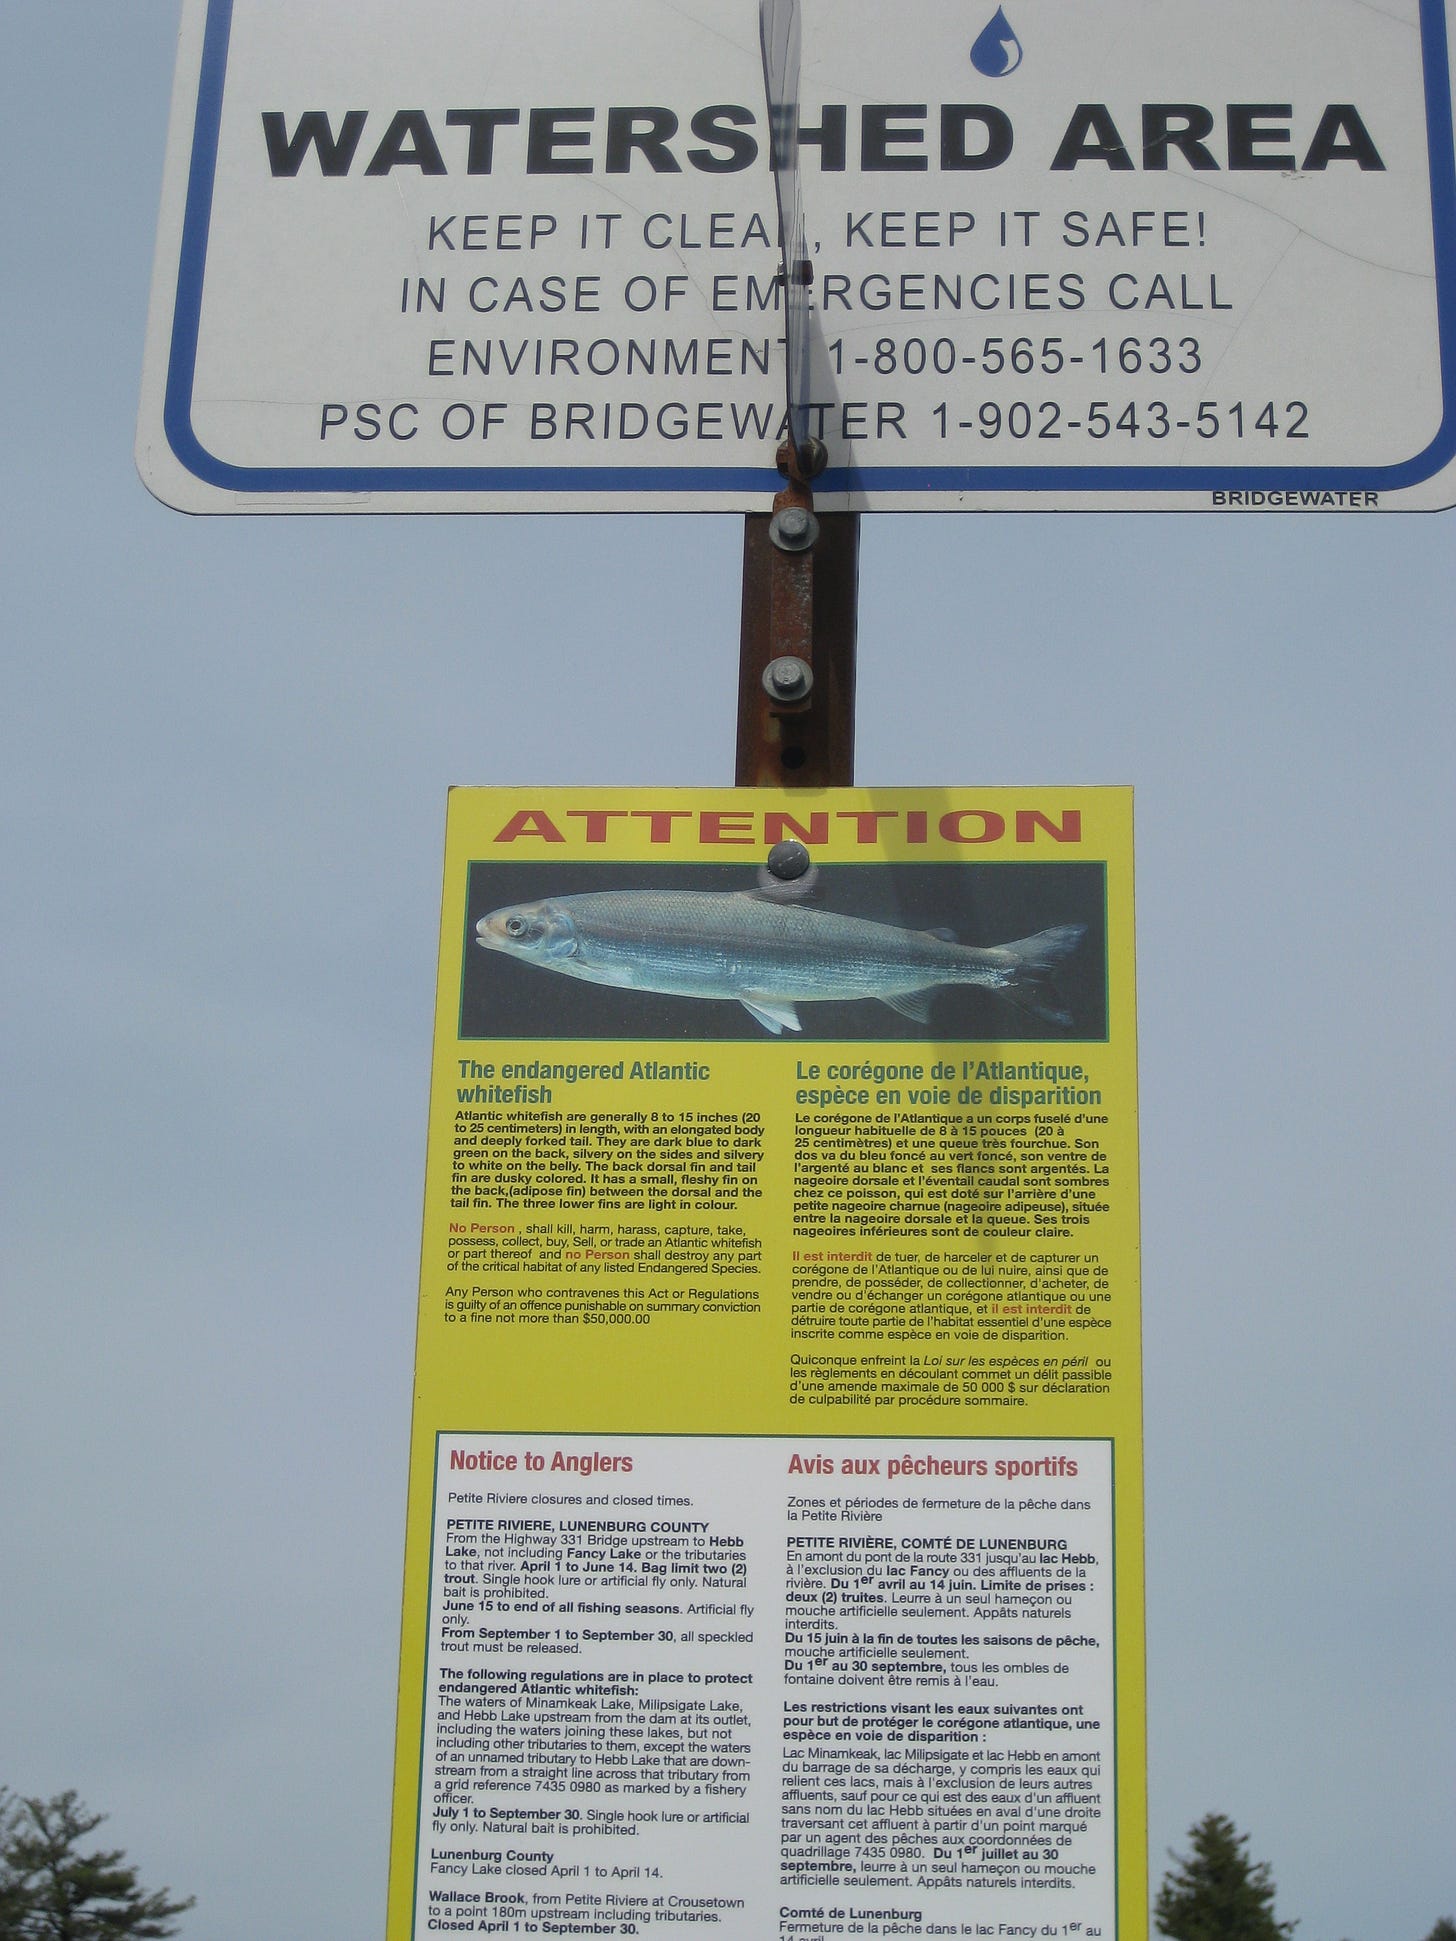 WATERSHED AREA
KEEP IT CLEAN, KEEP IT SAFE!
IN CASE OF EMERGENCIES CALL
ENVIRONMENT 1-800-565-1633
PSC OF BRIDGEWATER 1-902-543-5142
BRIDGEWATER
ATTENTION
The endangered Atlantic
whitefish
Atlantic whitefish are generally 8 to 15 inches (20
to 25 centimeters) in length, with an elongated body
and deeply forked tail. They are dark blue to dark
green on the back, silvery on the sides and silvery
to white on the belly. The back dorsal fin and tail
fin are dusky colored. It has a small, fleshy fin on
the back,(adipose fin) between the dorsal and the
tail fin. The three lower fins are light in colour.
No Person , shall kill, harm, harass, capture, take,
possess, collect, buy, Sell, or trade an Atlantic whitefish
or part thereof and no Person shall destroy any part
of the critical habitat of any listed Endangered Species.
Any Person who contravenes this Act or Regulations
is guilty of an offence punishable on summary conviction
to a fine not more than $50,000.00
Le corégone de l'Atlantique,
espèce en voie de disparition
Le corégone de l'Atlantique a un corps fuselé d'une
longueur habituelle de 8 à 15 pouces (20 à
25 centimètres) et une queue très fourchue. Son
dos va du bleu foncé au vert foncé, son ventre de
l'argenté au blanc et ses flancs sont argentés. La
nageoire dorsale et l'éventail caudal sont sombres
chez ce poisson, qui est doté sur l'arrière d'une
petite nageoire charnue (nageoire adipeuse), située
entre la nageoire dorsale et la queue. Ses trois
nageoires inférieures sont de couleur claire.
Il est interdit de tuer, de harceler et de capturer un
corégone de l'Atlantique ou de lui nuire, ainsi que de
prendre, de posséder, de collectionner, d'acheter, de
vendre ou d'échanger un corégone atlantique ou une
partie de corégone atlantique, et il est interdit de
détruire toute partie de l'habitat essentiel d'une espèce
inscrite comme espèce en voie de disparition.
Quiconque enfreint la Loi sur les espèces en péril ou
les règlements en découlant commet un délit passible
d'une amende maximale de 50 000 $ sur déclaration
de culpabilité par procédure sommaire.
Notice to Anglers
Petite Riviere closures and closed times.
PETITE RIVIERE, LUNENBURG COUNTY
From the Highway 331 Bridge upstream to Hebb
Lake, not including Fancy Lake or the tributaries
to that river. April 1 to June 14. Bag limit two (2)
trout. Single hook lure or artificial fly only. Natural
bait is prohibited.
June 15 to end of all fishing seasons. Artificial fly
only.
From September 1 to September 30, all speckled
trout must be released.
The following regulations are in place to protect
endangered Atlantic whitefish:
The waters of Minamkeak Lake, Milipsigate Lake,
and Hebb Lake upstream from the dam at its outlet,
including the waters joining these lakes, but not
including other tributaries to them, except the waters
of an unnamed tributary to Hebb Lake that are down-
stream from a straight line across that tributary from
a grid reference 7435 0980 as marked by a fishery
officer.
July 1 to September 30. Single hook lure or artificial
fly only. Natural bait is prohibited.
Lunenburg County
Fancy Lake closed April 1 to April 14.
Wallace Brook, from Petite Riviere at Crousetown
to a point 180m upstream including tributaries.
Closed April 1 to September 30.
Avis aux pêcheurs sportifs
Zones et périodes de fermeture de la pêche dans
la Petite Rivière
PETITE RIVIÈRE, COMTÉ DE LUNENBURG
En amont du pont de la route 331 jusqu'au lac Hebb,
à l'exclusion du lac Fancy ou des affluents de la
rivière. Du 1er avril au 14 juin. Limite de prises :
deux (2) truites. Leurre à un seul hameçon ou
mouche artificielle seulement. Appâts naturels
interdits.
Du 15 juin à la fin de toutes les saisons de pêche,
mouche artificielle seulement.
Du 1er au 30 septembre, tous les ombles de
fontaine doivent être remis à l'eau.
Les restrictions visant les eaux suivantes ont
pour but de protéger le corégone atlantique, une
espèce en voie de disparition :
Lac Minamkeak, lac Milipsigate et lac Hebb en amont
du barrage de sa décharge, y compris les eaux qui
relient ces lacs, mais à l'exclusion de leurs autres
affluents, sauf pour ce qui est des eaux d'un affluent
sans nom du lac Hebb situées en aval d'une droite
traversant cet affluent à partir d'un point marqué
par un agent des pêches aux coordonnées de
quadrillage 7435 0980. Du 1er juillet au 30
septembre, leurre à un seul hameçon ou mouche
artificielle seulement. Appâts naturels interdits.
Comté de Lunenburg
Fermeture de la pêche dans le lac Fancy du 1er au
14 avril